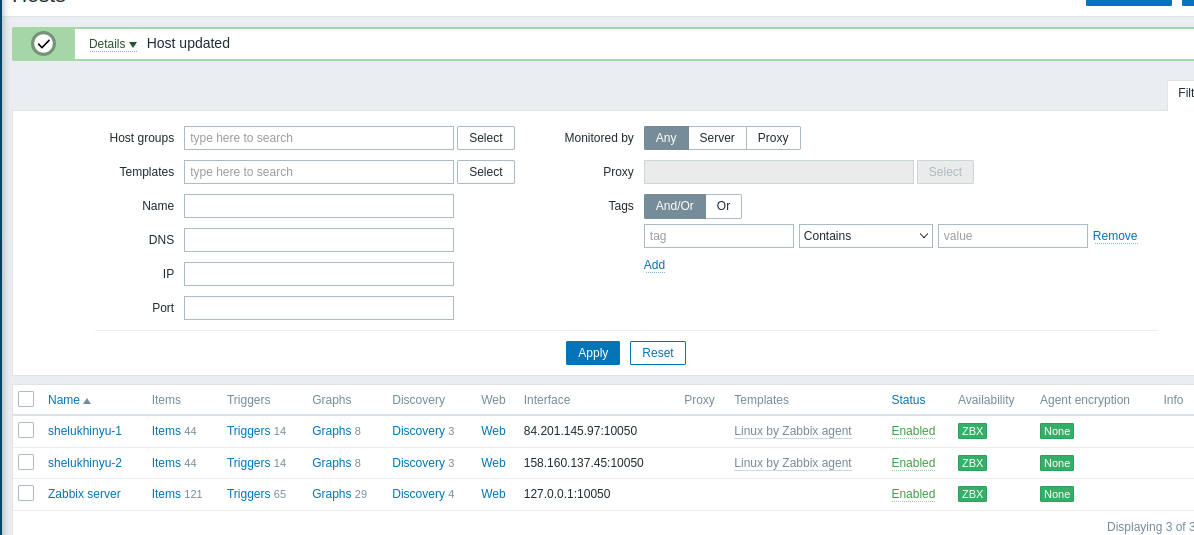 Hosts
Details Host updated
Host groups type here to search Select Monitored by Any Server Proxy
Templates type here to search Select Proxy Select
Name Tags And/Or Or
tag Contains value Remove
DNS
Add
IP
Port
Apply Reset
Name Items Triggers Graphs Discovery Web Interface Proxy Templates Status Availability Agent encryption Info
shelukhinyu-1 Items 44 Triggers 14 Graphs 8 Discovery 3 Web 84.201.145.97:10050 Linux by Zabbix agent Enabled ZBX None
shelukhinyu-2 Items 44 Triggers 14 Graphs 8 Discovery 3 Web 158.160.137.45:10050 Linux by Zabbix agent Enabled ZBX None
Zabbix server Items 121 Triggers 65 Graphs 29 Discovery 4 Web 127.0.0.1:10050 Enabled ZBX None
Displaying 3 of 3